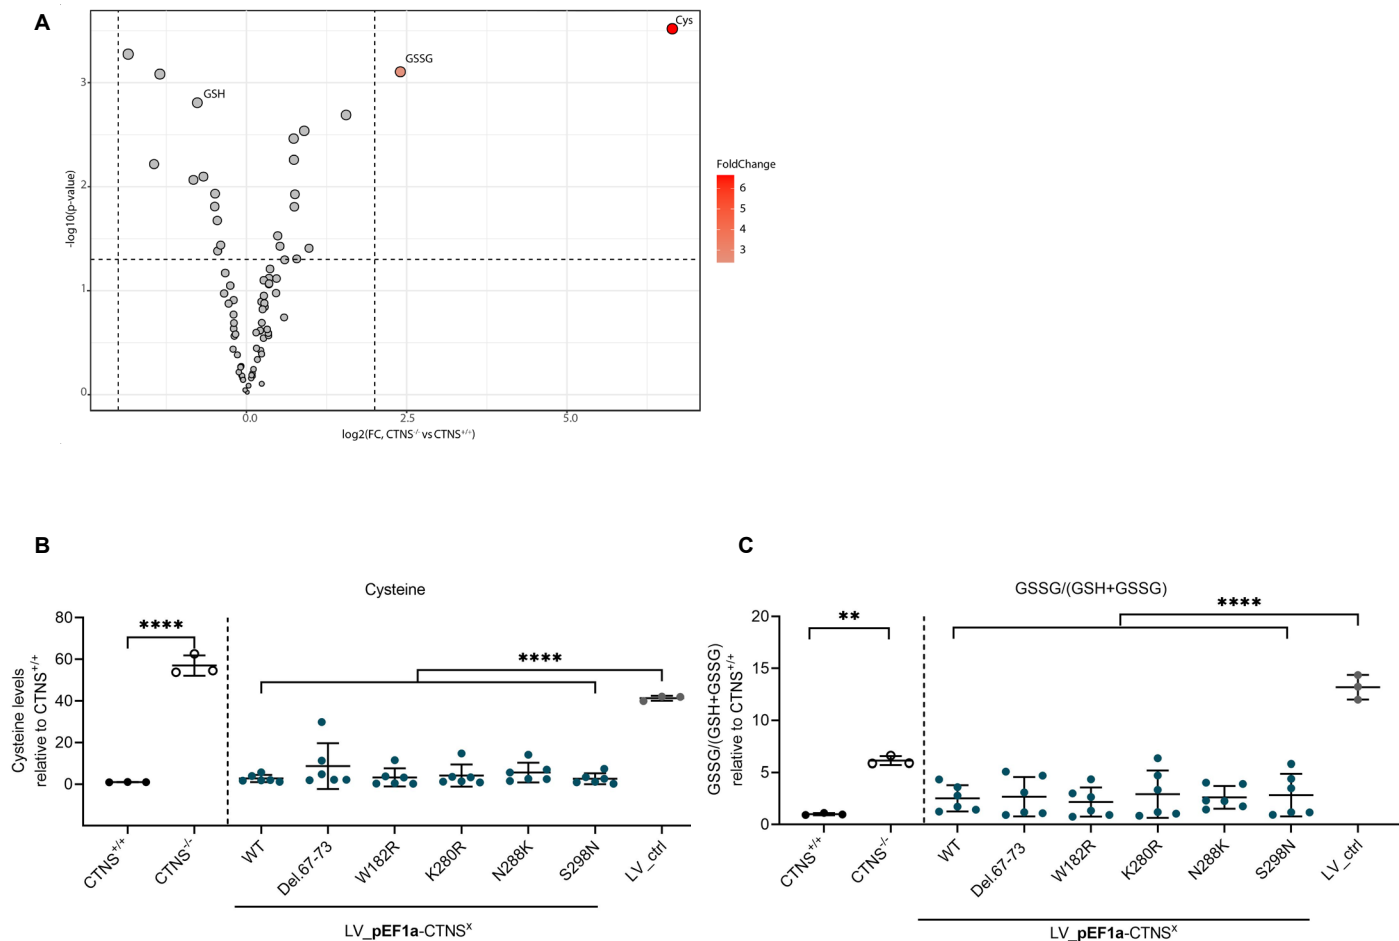 A
Cys
GSSG
GSH
3
2
1
0
-log10(p-value)
0.0
2.5
5.0
log2(FC, CTNS-/- vs CTNS+/+)
FoldChange
6
5
4
3
B
Cysteine
80
60
40
20
0
Cysteine levels
relative to CTNS+/+
****
****
CTNS+/+
CTNS-/-
WT
Del.67-73
W182R
K280R
N288K
S298N
LV_ctrl
LV_pEF1a-CTNSx
C
GSSG/(GSH+GSSG)
20
15
10
5
0
GSSG/(GSH+GSSG)
relative to CTNS+/+
**
****
CTNS+/+
CTNS-/-
WT
Del.67-73
W182R
K280R
N288K
S298N
LV_ctrl
LV_pEF1a-CTNSx